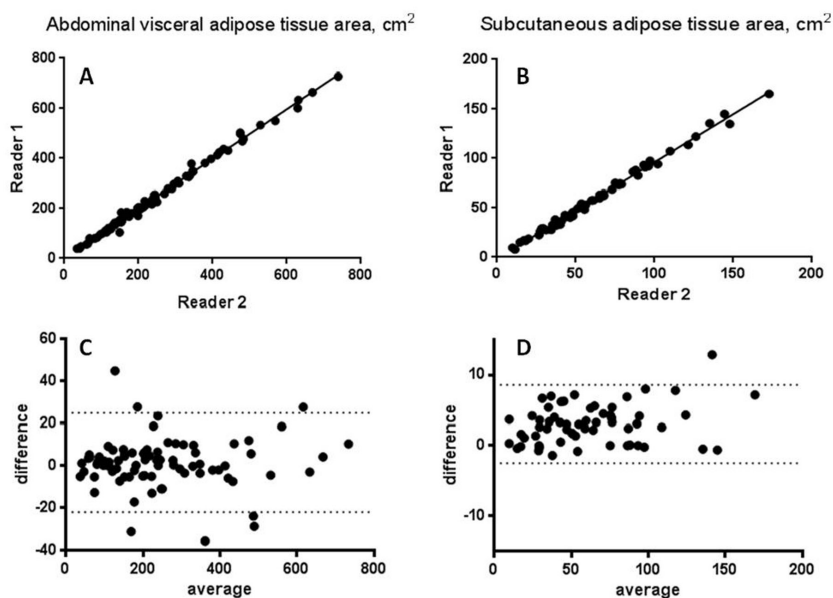 Abdominal visceral adipose tissue area, cm²
Subcutaneous adipose tissue area, cm²
A
800
600
400
200
0
Reader 1
0 200 400 600 800
Reader 2
B
200
150
100
50
0
Reader 1
0 50 100 150 200
Reader 2
C
60
40
20
0
-20
-40
difference
0 200 400 600 800
average
D
10
0
-10
difference
0 50 100 150 200
average